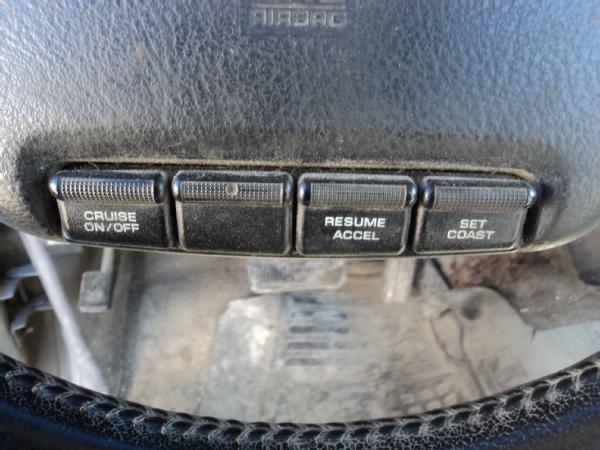 AIRBAG
CRUISE
ON/OFF
RESUME
ACCEL
SET
COAST